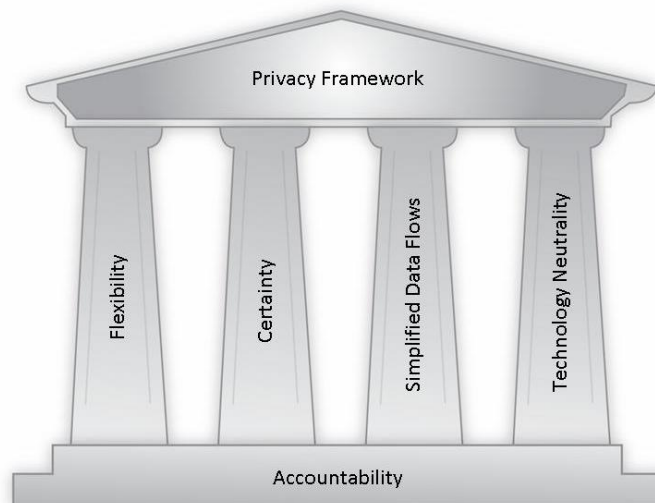 Privacy Framework
Flexibility
Certainty
Simplified Data Flows
Technology Neutrality
Accountability